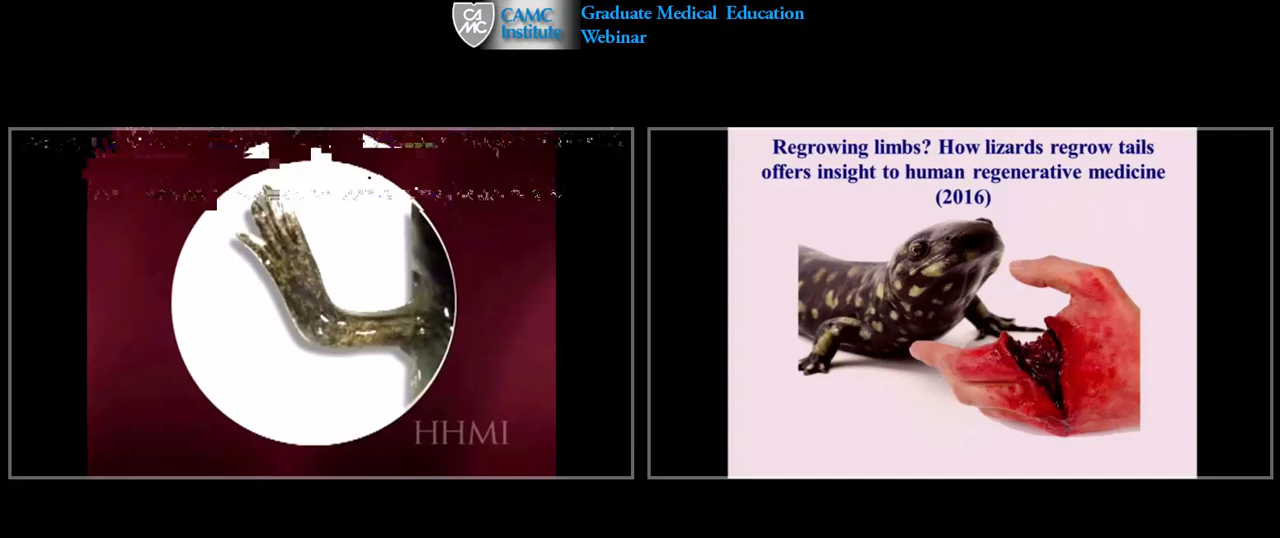 CAMC
CAMC
Institute
Graduate Medical Education
Webinar
HHMI
Regrowing limbs? How lizards regrow tails
offers insight to human regenerative medicine
(2016)